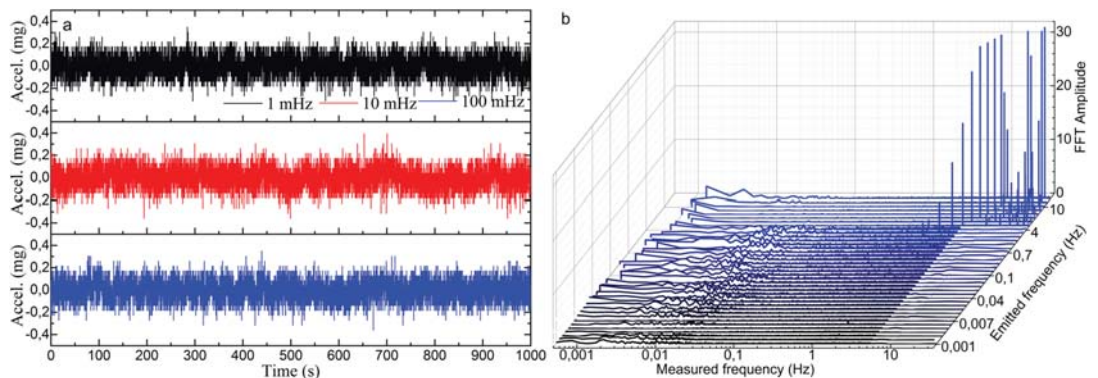 a
0,4
0,2
0,0
-0,2
-0,4
Accel. (mg)
1 mHz 10 mHz 100 mHz
0,4
0,2
0,0
-0,2
-0,4
Accel. (mg)
0,4
0,2
0,0
-0,2
-0,4
Accel. (mg)
0 100 200 300 400 500 600 700 800 900 1000
Time (s)
b
30
20
10
0
FFT Amplitude
10
4
0,7
0,1
0,04
0,007
0,001
Emitted frequency (Hz)
0,001 0,01 0,1 1 10
Measured frequency (Hz)